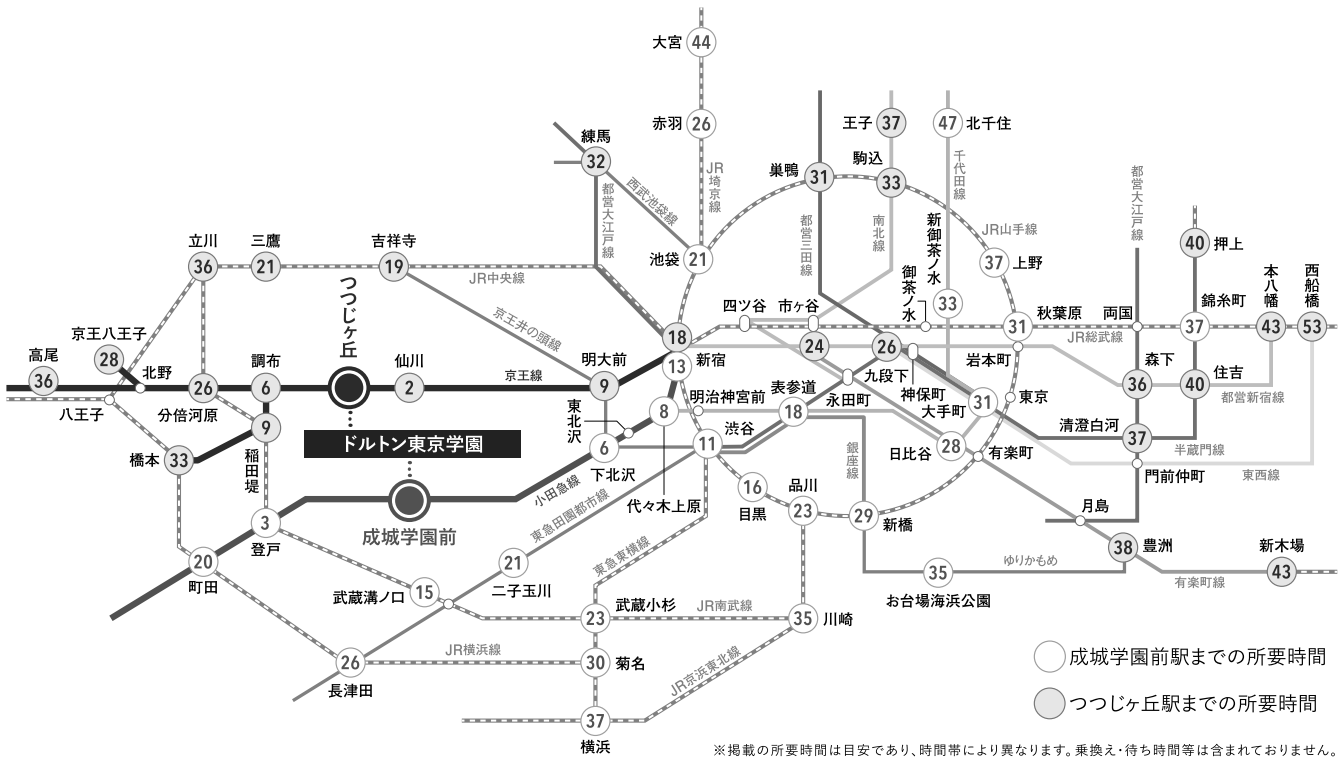 大宮
44
赤羽
26
JR埼京線
練馬
32
西武池袋線
都営大江戸線
池袋
21
巣鴨
31
都営三田線
王子
37
駒込
33
南北線
47
北千住
千代田線
新御茶ノ水
33
御茶ノ水
JR山手線
37
上野
都営大江戸線
40
押上
錦糸町
37
本八幡
43
西船橋
53
立川
36
三鷹
21
吉祥寺
19
JR中央線
京王井の頭線
つつじヶ丘
四ツ谷
市ヶ谷
24
26
31
秋葉原
両国
JR総武線
高尾
36
京王八王子
28
北野
八王子
26
分倍河原
調布
6
仙川
2
京王線
明大前
9
18
新宿
13
明治神宮前
表参道
18
永田町
九段下
神保町
大手町
31
岩本町
東京
森下
36
40
住吉
都営新宿線
ドルトン東京学園
9
稲田堤
橋本
33
東北沢
6
下北沢
8
代々木上原
渋谷
11
銀座線
日比谷
28
有楽町
清澄白河
37
半蔵門線
門前仲町
東西線
小田急線
成城学園前
3
登戸
20
町田
東急田園都市線
21
二子玉川
16
目黒
品川
23
29
新橋
月島
38
豊洲
ゆりかもめ
35
お台場海浜公園
有楽町線
新木場
43
武蔵溝ノ口
15
東急東横線
23
武蔵小杉
JR南武線
35
川崎
26
長津田
JR横浜線
30
菊名
JR京浜東北線
37
横浜
成城学園前駅までの所要時間
つつじヶ丘駅までの所要時間
※掲載の所要時間は目安であり、時間帯により異なります。乗換え・待ち時間等は含まれておりません。